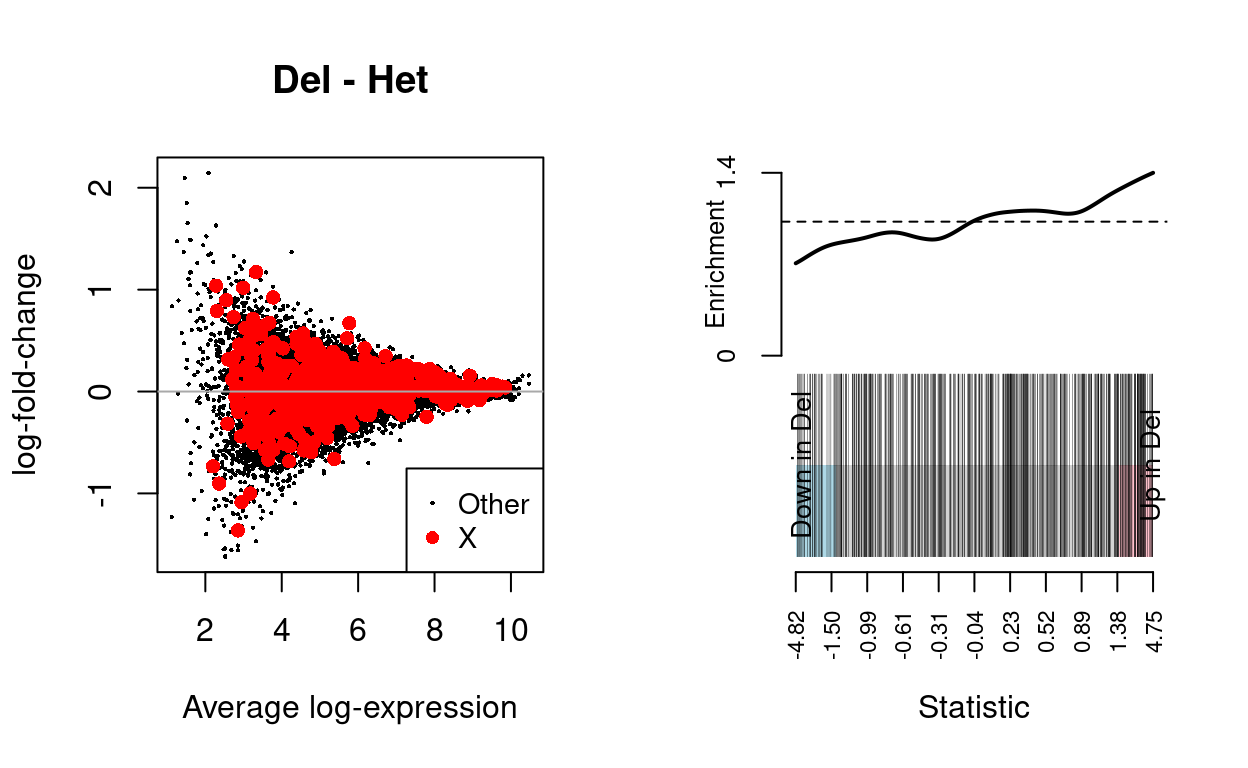 Del - Het
log-fold-change
2
1
0
-1
Other
X
2 4 6 8 10
Average log-expression
Enrichment
1.4
0
Down in Del
Up in Del
-4.82 -1.50 -0.99 -0.61 -0.31 -0.04 0.23 0.52 0.89 1.38 4.75
Statistic